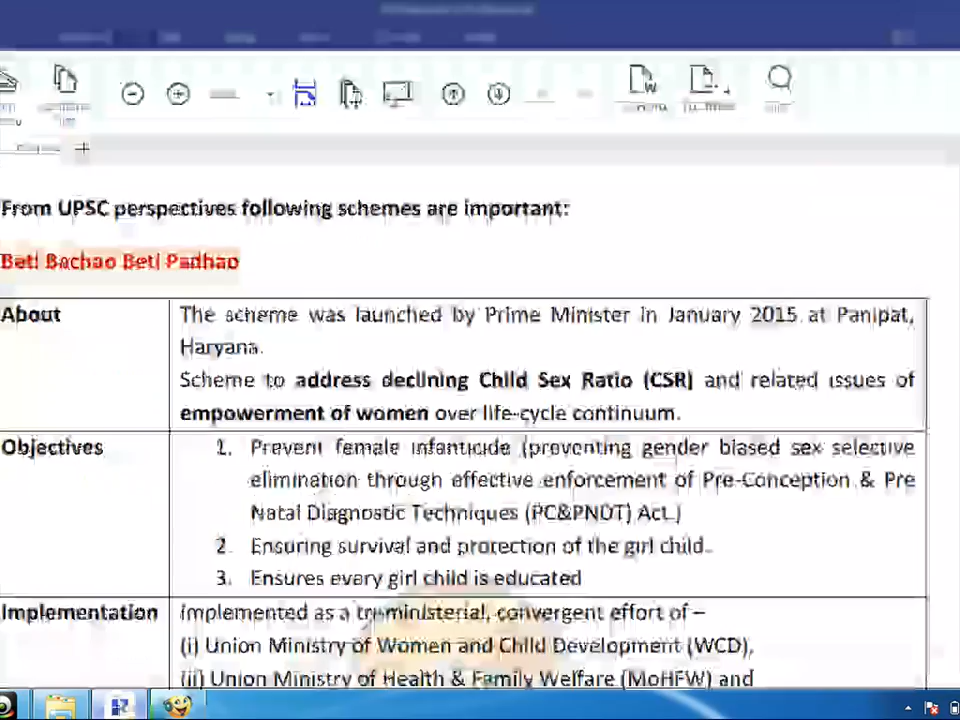 From UPSC perspectives following schemes are important:
Beti Bachao Beti Padhao
About
The scheme was launched by Prime Minister in January 2015 at Panipat,
Haryana.
Scheme to address declining Child Sex Ratio (CSR) and related issues of
empowerment of women over life-cycle continuum.
Objectives
1. Prevent female infanticide (preventing gender biased sex selective
elimination through effective enforcement of Pre-Conception & Pre
Natal Diagnostic Techniques (PC&PNDT) Act.)
2. Ensuring survival and protection of the girl child.
3. Ensures every girl child is educated
Implementation
Implemented as a tri-ministerial, convergent effort of –
(i) Union Ministry of Women and Child Development (WCD),
(ii) Union Ministry of Health & Family Welfare (MoHFW) and